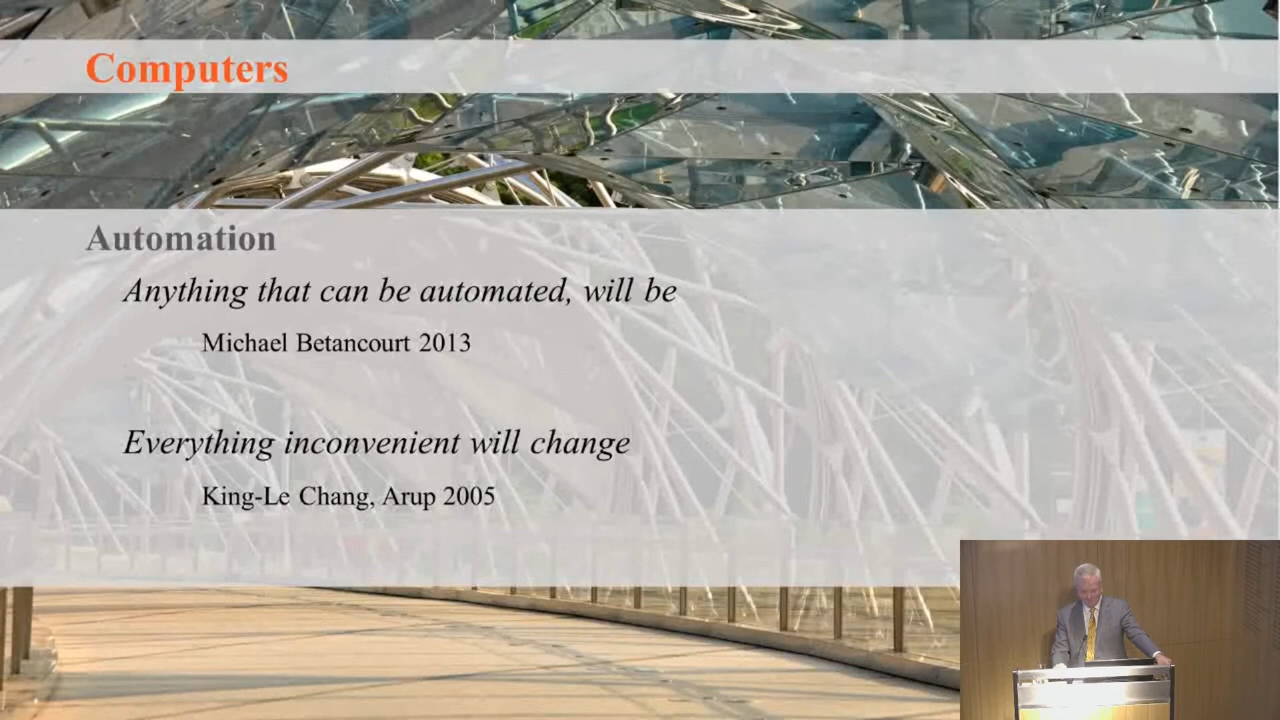 Computers
Automation
Anything that can be automated, will be
Michael Betancourt 2013
Everything inconvenient will change
King-Le Chang, Arup 2005